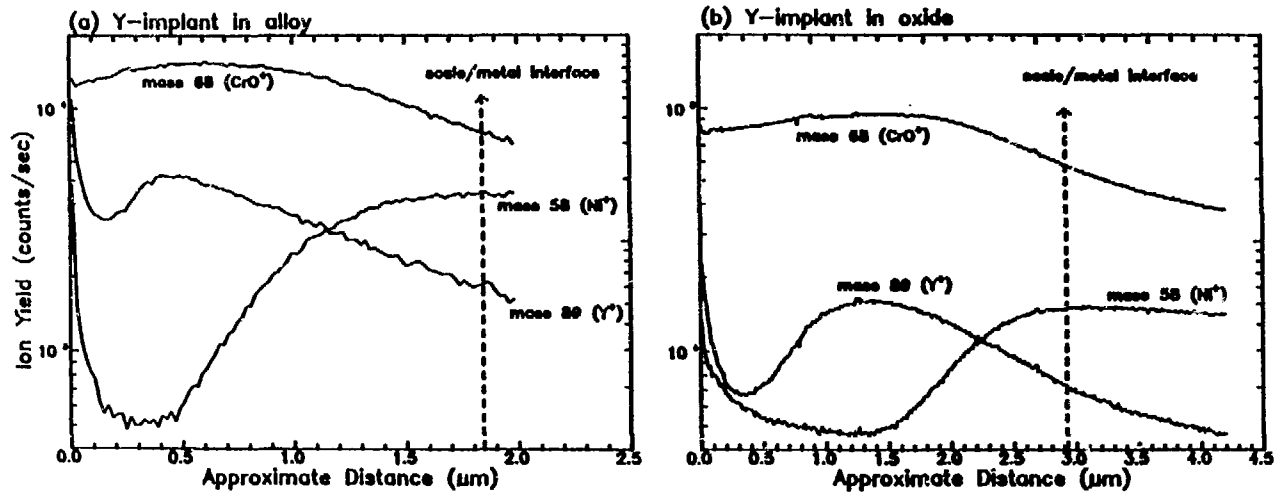 (a) Y-implant in alloy
mass 68 (CrO⁺)
scale/metal interface
mass 58 (Ni⁺)
mass 89 (Y⁺)
Ion Yield (counts/sec)
0.0 0.5 1.0 1.5 2.0 2.5
Approximate Distance (μm)
(b) Y-implant in oxide
scale/metal interface
mass 68 (CrO⁺)
mass 89 (Y⁺)
mass 58 (Ni⁺)
0.0 0.5 1.0 1.5 2.0 2.5 3.0 3.5 4.0 4.5
Approximate Distance (μm)